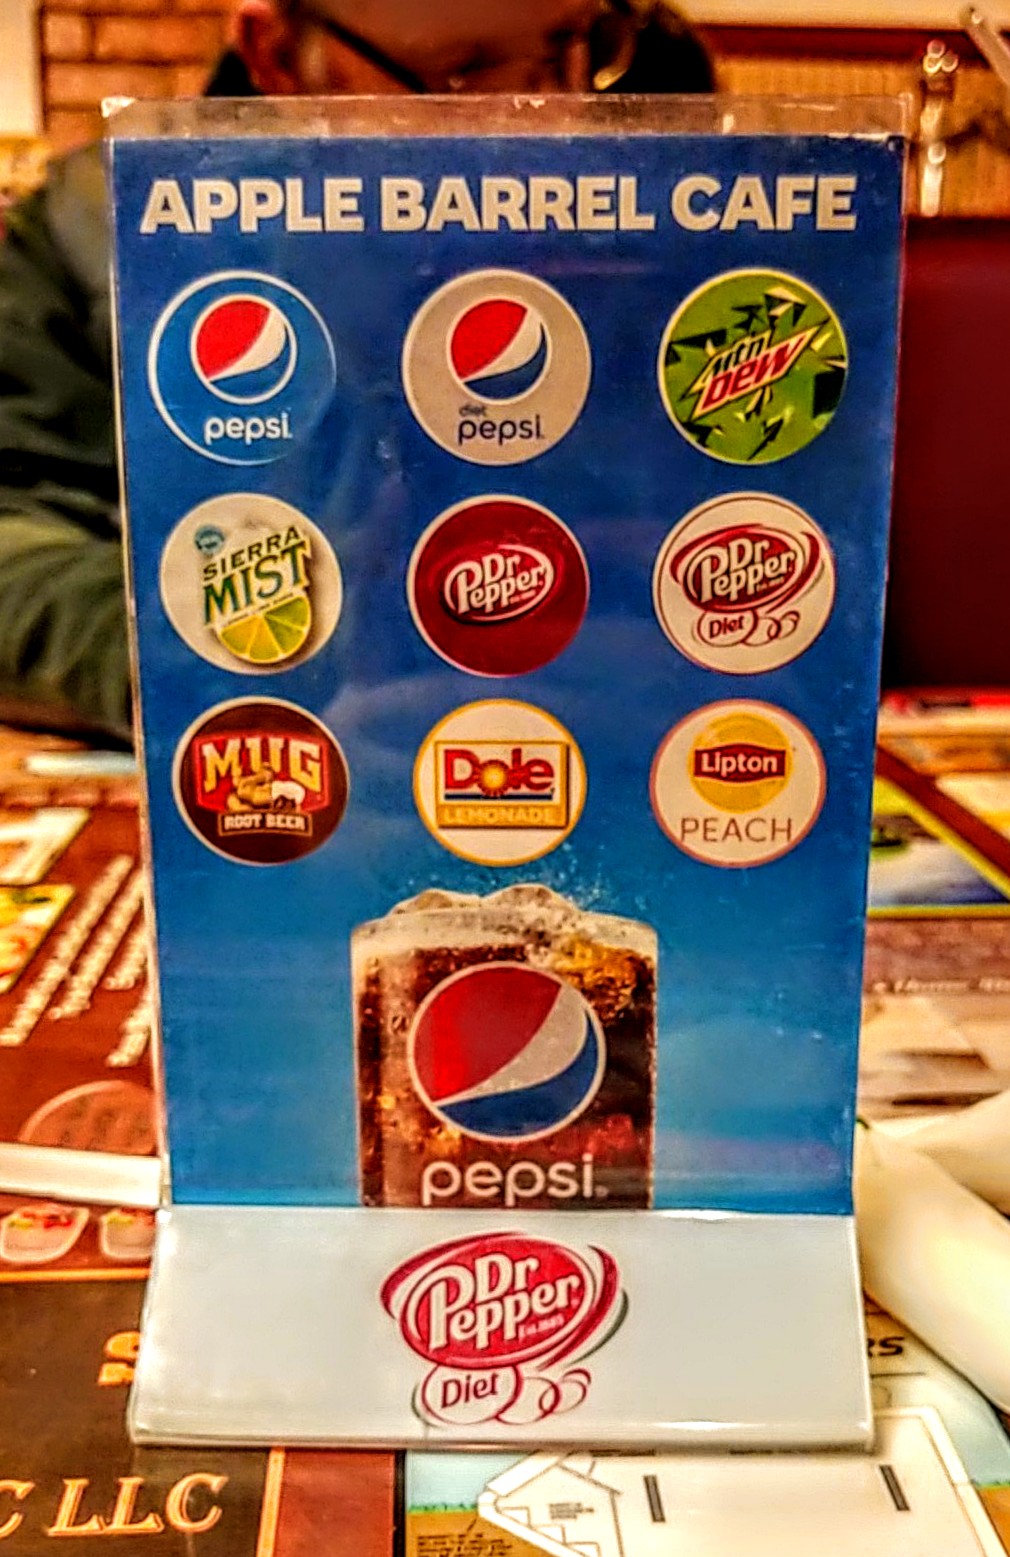 APPLE BARREL CAFE
pepsi
diet
pepsi
mtn
DEW
SIERRA
MIST
Dr
Pepper
Dr
Pepper
Diet
MUG
ROOT BEER
Dole
LEMONADE
Lipton
PEACH
pepsi
Dr
Pepper
Diet
C LLC